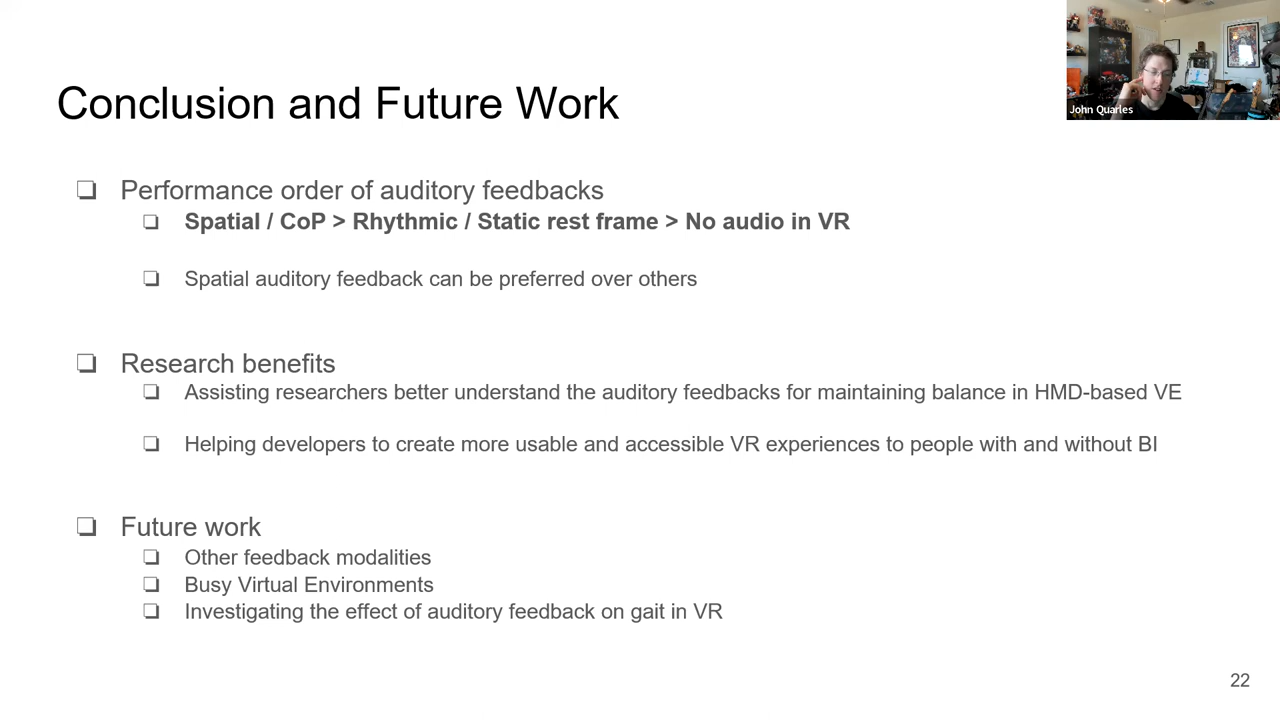 John Quarles
Conclusion and Future Work
❏ Performance order of auditory feedbacks
❏ Spatial / CoP > Rhythmic / Static rest frame > No audio in VR
❏ Spatial auditory feedback can be preferred over others
❏ Research benefits
❏ Assisting researchers better understand the auditory feedbacks for maintaining balance in HMD-based VE
❏ Helping developers to create more usable and accessible VR experiences to people with and without BI
❏ Future work
❏ Other feedback modalities
❏ Busy Virtual Environments
❏ Investigating the effect of auditory feedback on gait in VR
22